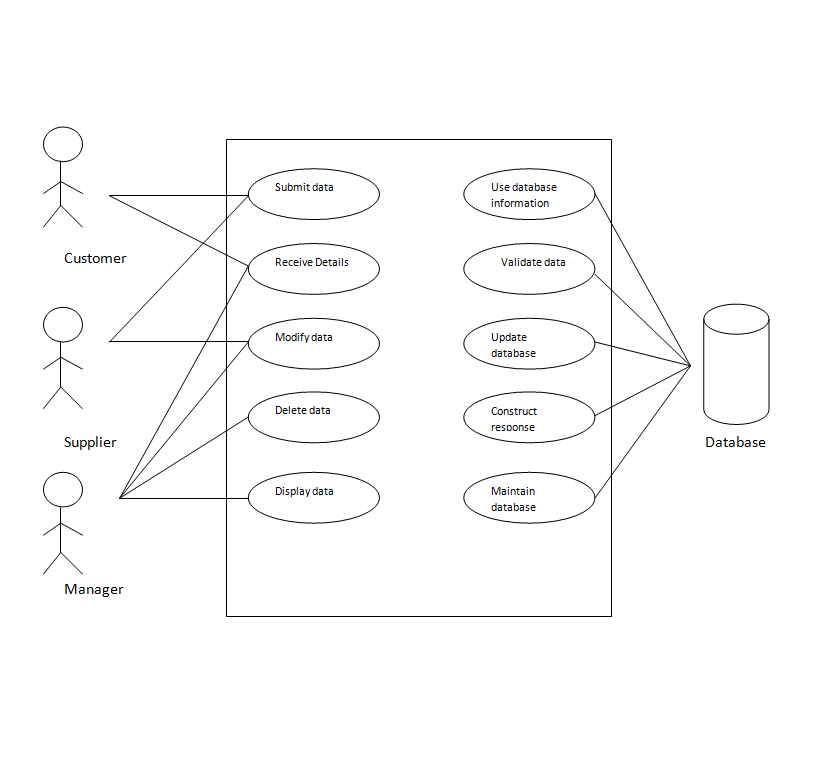 Customer
Supplier
Manager
Submit data
Receive Details
Modify data
Delete data
Display data
Use database
information
Validate data
Update
database
Construct
response
Maintain
database
Database